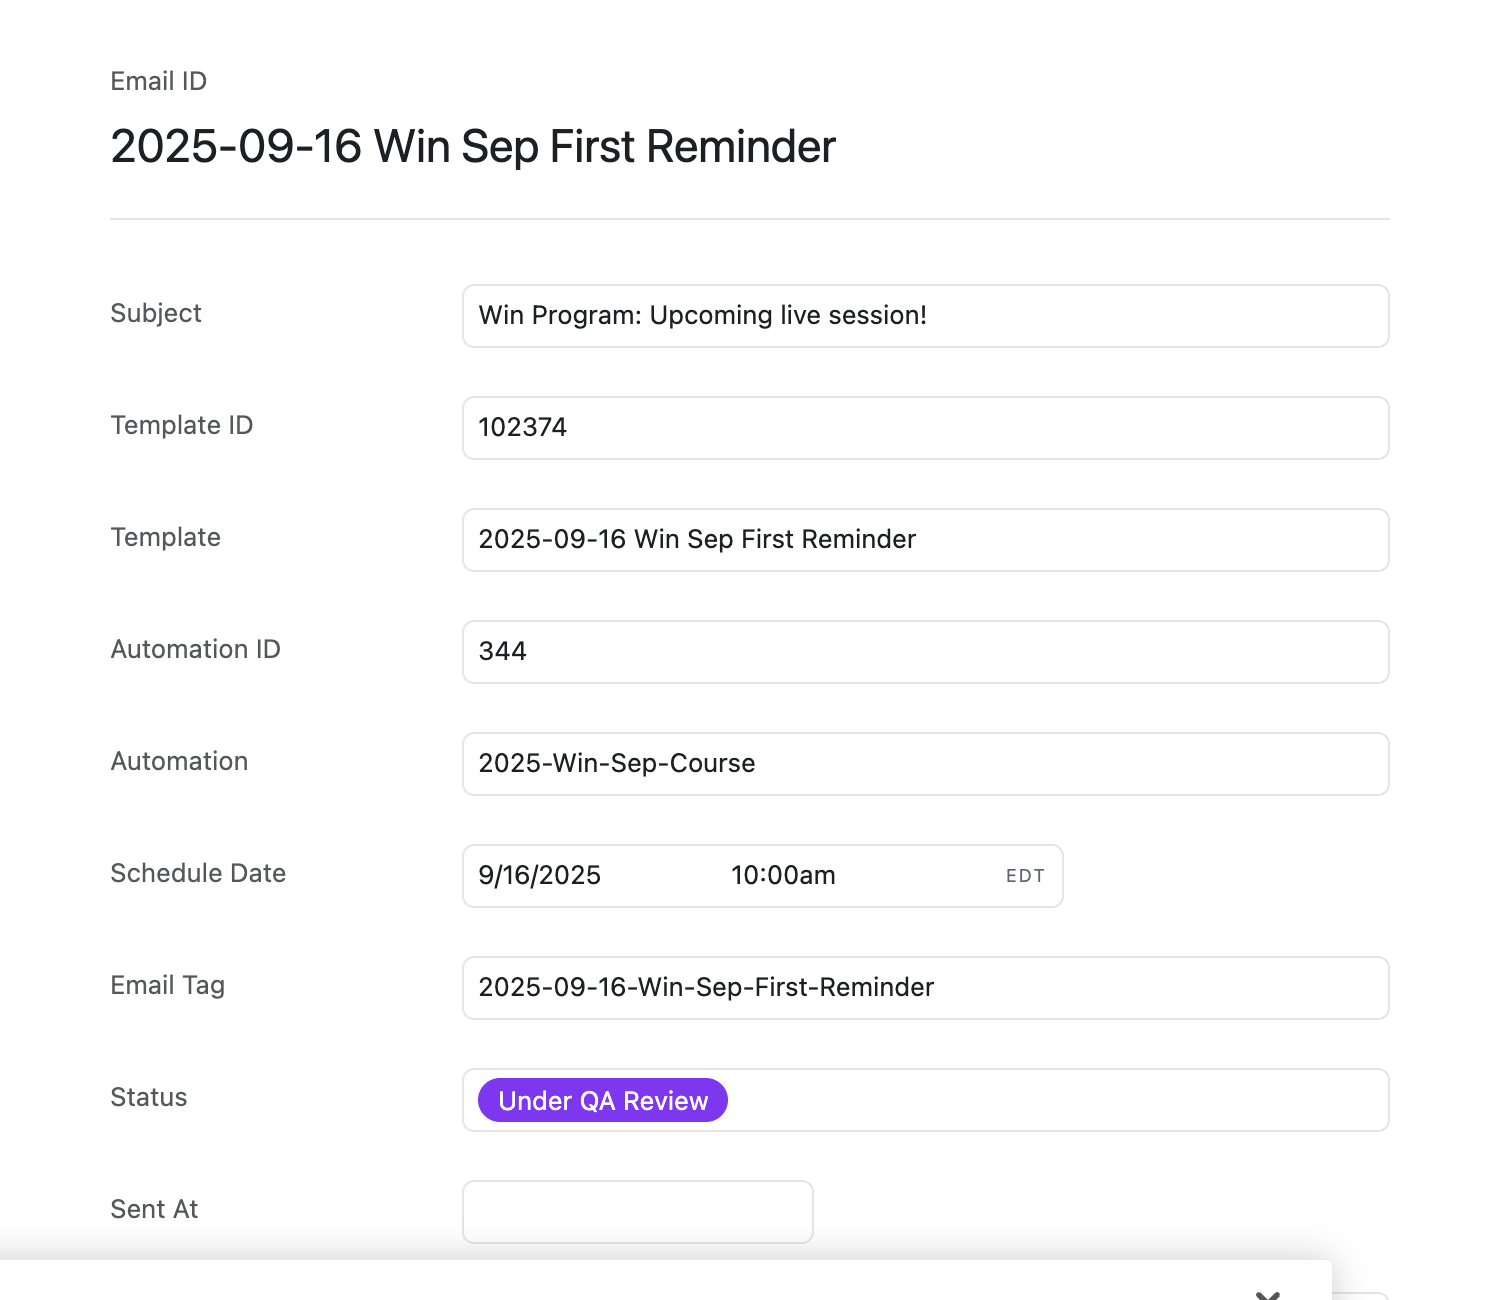 Email ID
2025-09-16 Win Sep First Reminder
Subject
Win Program: Upcoming live session!
Template ID
102374
Template
2025-09-16 Win Sep First Reminder
Automation ID
344
Automation
2025-Win-Sep-Course
Schedule Date
9/16/2025 10:00am EDT
Email Tag
2025-09-16-Win-Sep-First-Reminder
Status
Under QA Review
Sent At